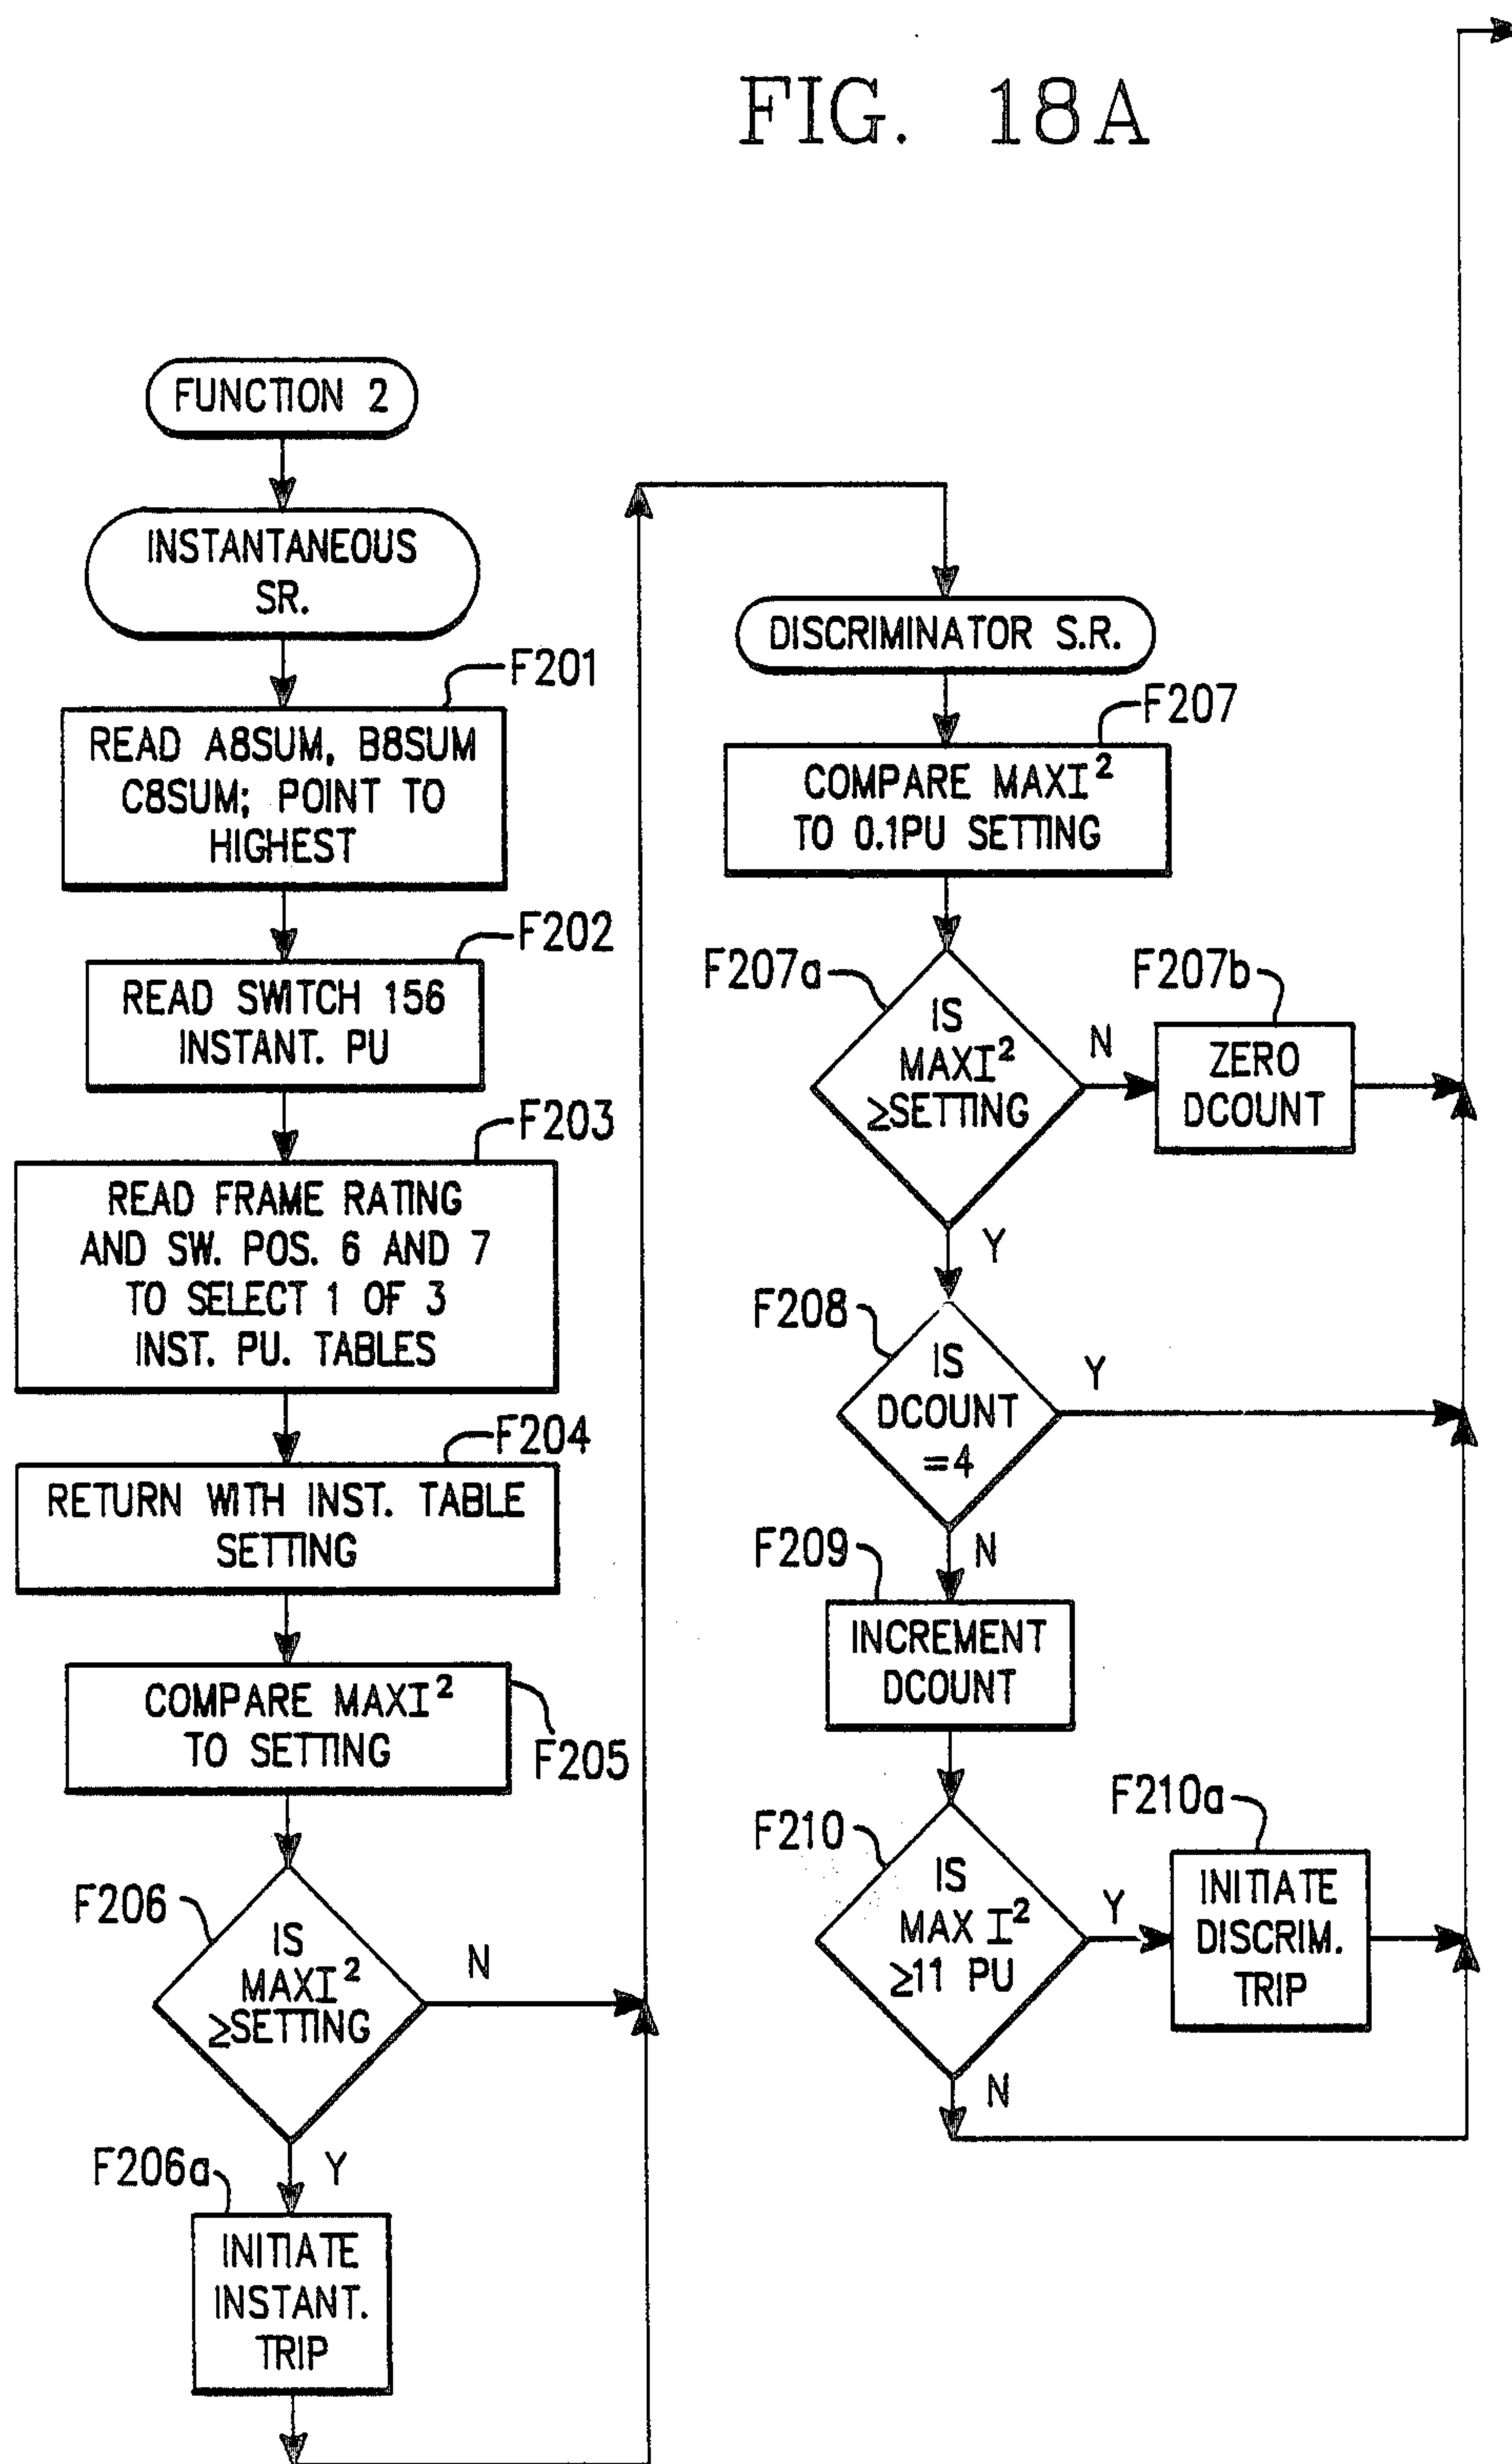 FIG. 18A
FUNCTION 2
INSTANTANEOUS
SR.
F201
READ A8SUM, B8SUM
C8SUM; POINT TO
HIGHEST
F202
READ SWITCH 156
INSTANT. PU
F203
READ FRAME RATING
AND SW. POS. 6 AND 7
TO SELECT 1 OF 3
INST. PU. TABLES
F204
RETURN WITH INST. TABLE
SETTING
COMPARE MAXI²
TO SETTING
F205
F206
IS
MAXI²
≥SETTING
N
Y
F206a
INITIATE
INSTANT.
TRIP
DISCRIMINATOR S.R.
F207
COMPARE MAXI²
TO 0.1PU SETTING
F207a
IS
MAXI²
≥SETTING
N
F207b
ZERO
DCOUNT
Y
F208
IS
DCOUNT
=4
Y
N
F209
INCREMENT
DCOUNT
F210
IS
MAX I²
≥11 PU
Y
F210a
INITIATE
DISCRIM.
TRIP
N